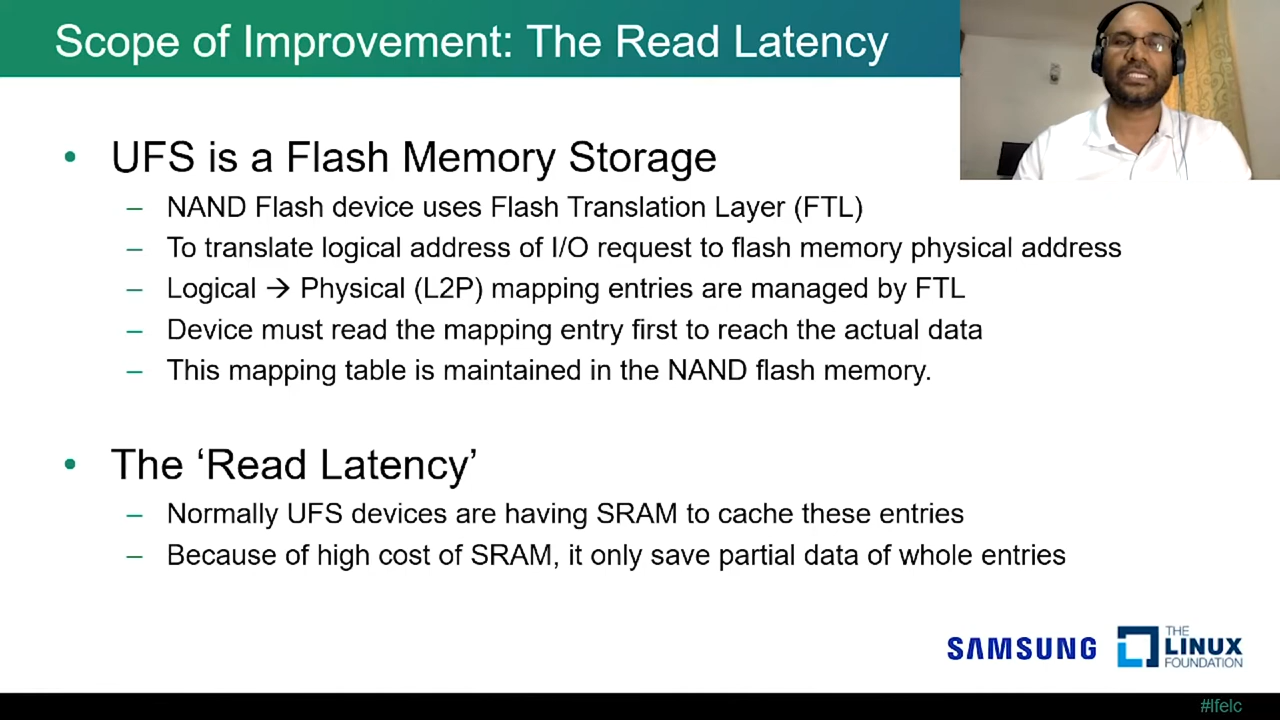 Scope of Improvement: The Read Latency
• UFS is a Flash Memory Storage
– NAND Flash device uses Flash Translation Layer (FTL)
– To translate logical address of I/O request to flash memory physical address
– Logical → Physical (L2P) mapping entries are managed by FTL
– Device must read the mapping entry first to reach the actual data
– This mapping table is maintained in the NAND flash memory.
• The ‘Read Latency’
– Normally UFS devices are having SRAM to cache these entries
– Because of high cost of SRAM, it only save partial data of whole entries
SAMSUNG
THE
LINUX
FOUNDATION
#lfelc